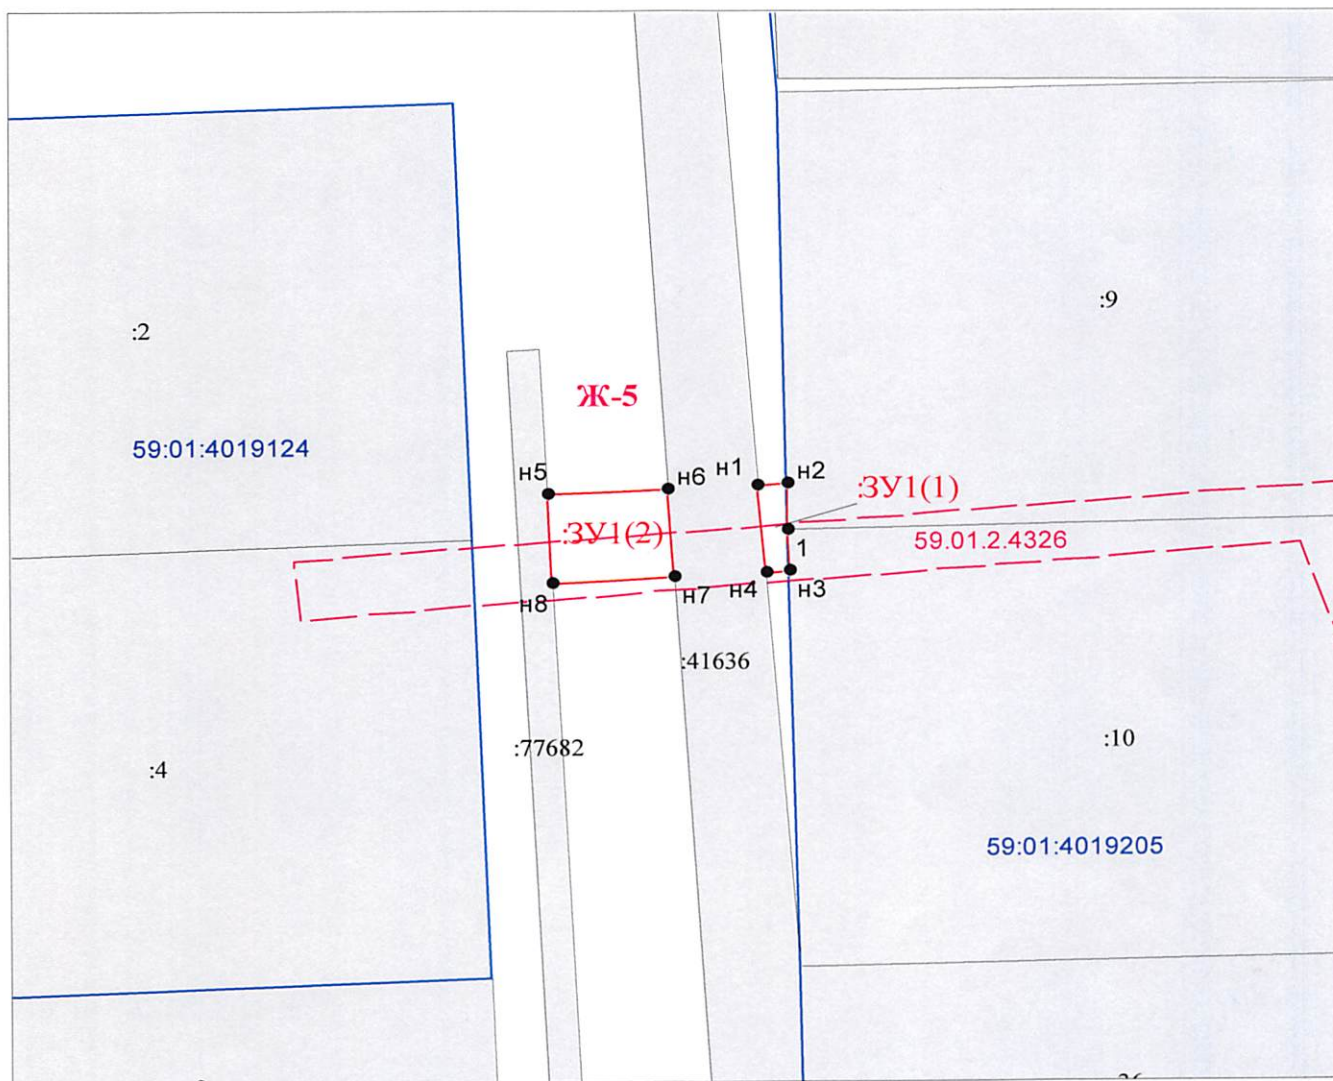 :9
:2
Ж-5
59:01:4019124
н5
н6
н1
н2
:ЗУ1(1)
:ЗУ1(2)
59.01.2.4326
1
н8
н7
н4
н3
:41636
:77682
:10
:4
59:01:4019205